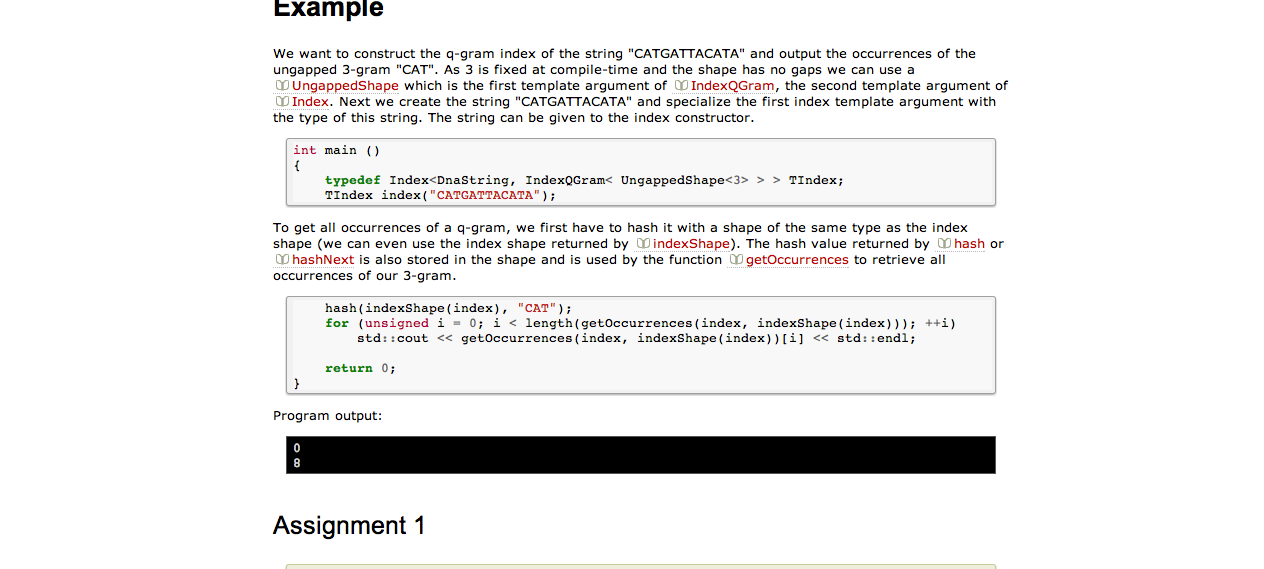 Example
We want to construct the q-gram index of the string "CATGATTACATA" and output the occurrences of the
ungapped 3-gram "CAT". As 3 is fixed at compile-time and the shape has no gaps we can use a
UngappedShape which is the first template argument of IndexQGram, the second template argument of
Index. Next we create the string "CATGATTACATA" and specialize the first index template argument with
the type of this string. The string can be given to the index constructor.
int main ()
{
    typedef Index<DnaString, IndexQGram< UngappedShape<3> > > TIndex;
    TIndex index("CATGATTACATA");
To get all occurrences of a q-gram, we first have to hash it with a shape of the same type as the index
shape (we can even use the index shape returned by indexShape). The hash value returned by hash or
hashNext is also stored in the shape and is used by the function getOccurrences to retrieve all
occurrences of our 3-gram.
    hash(indexShape(index), "CAT");
    for (unsigned i = 0; i < length(getOccurrences(index, indexShape(index))); ++i)
        std::cout << getOccurrences(index, indexShape(index))[i] << std::endl;
    return 0;
}
Program output:
0
8
Assignment 1